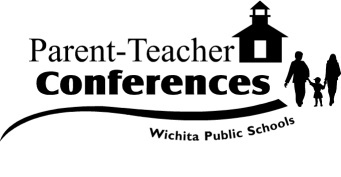 Parent-Teacher
Conferences
Wichita Public Schools